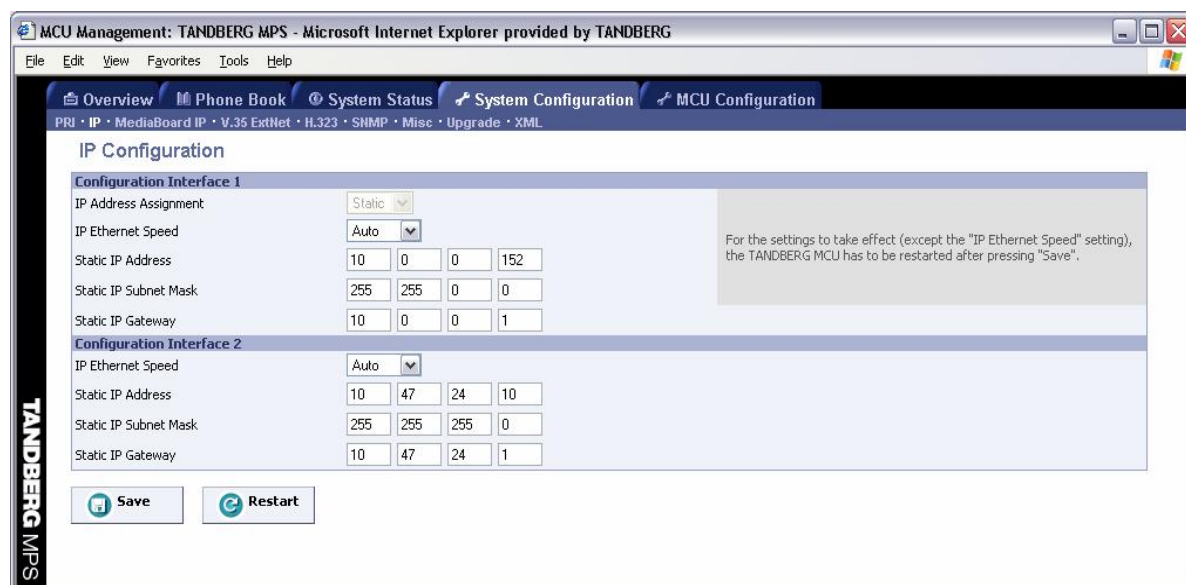 MCU Management: TANDBERG MPS - Microsoft Internet Explorer provided by TANDBERG
File Edit View Favorites Tools Help
Overview Phone Book System Status System Configuration MCU Configuration
PRI · IP · MediaBoard IP · V.35 ExtNet · H.323 · SNMP · Misc · Upgrade · XML
IP Configuration
Configuration Interface 1
IP Address Assignment Static
IP Ethernet Speed Auto
Static IP Address 10 0 0 152
Static IP Subnet Mask 255 255 0 0
Static IP Gateway 10 0 0 1
For the settings to take effect (except the "IP Ethernet Speed" setting),
the TANDBERG MCU has to be restarted after pressing "Save".
Configuration Interface 2
IP Ethernet Speed Auto
Static IP Address 10 47 24 10
Static IP Subnet Mask 255 255 255 0
Static IP Gateway 10 47 24 1
Save Restart
TANDBERG MPS